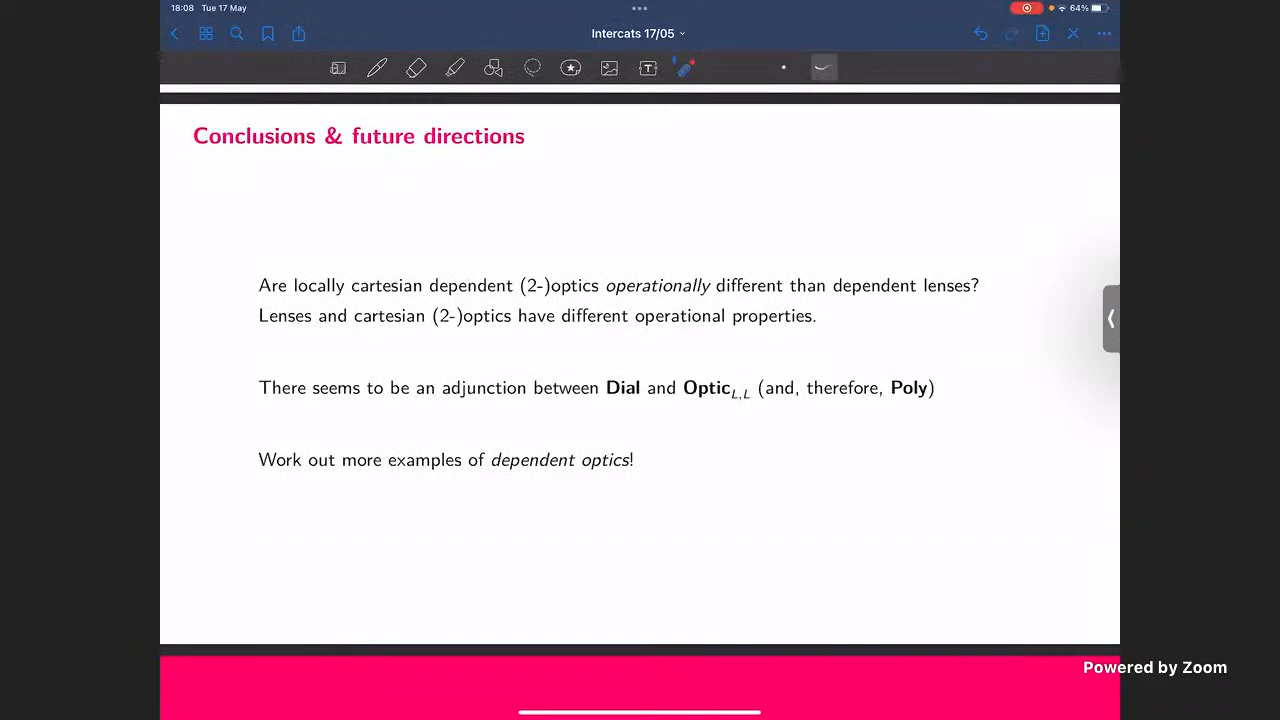 18:08 Tue 17 May
64%
Intercats 17/05
T
Conclusions & future directions
Are locally cartesian dependent (2-)optics operationally different than dependent lenses?
Lenses and cartesian (2-)optics have different operational properties.
There seems to be an adjunction between Dial and Optic_{L,L} (and, therefore, Poly)
Work out more examples of dependent optics!
Powered by Zoom